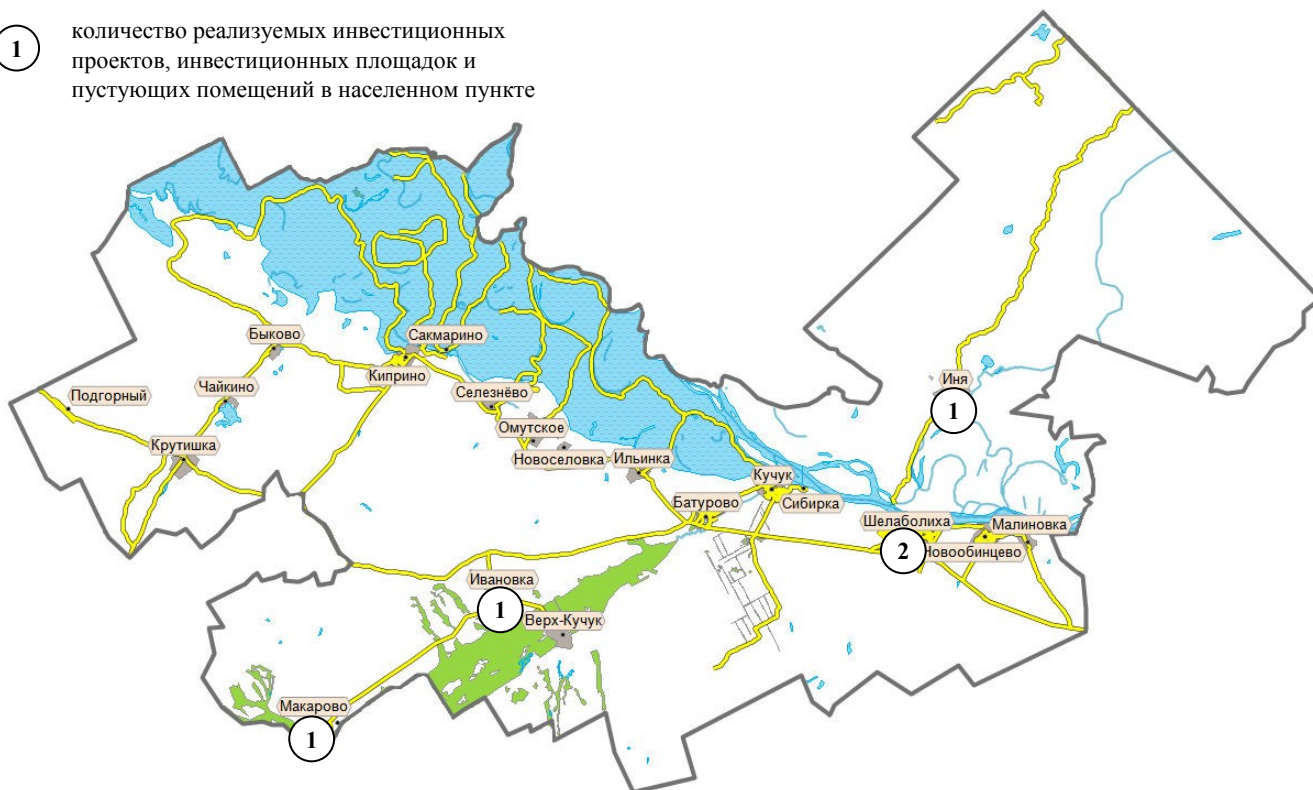 1
количество реализуемых инвестиционных
проектов, инвестиционных площадок и
пустующих помещений в населенном пункте
Быково
Сакмарино
Киприно
Чайкино
Подгорный
Селезнёво
Иня
1
Омутское
Крутишка
Новоселовка
Ильинка
Кучук
Батурово
Сибирка
Шелаболиха
Малиновка
2
Новообинцево
Ивановка
1
Верх-Кучук
Макарово
1